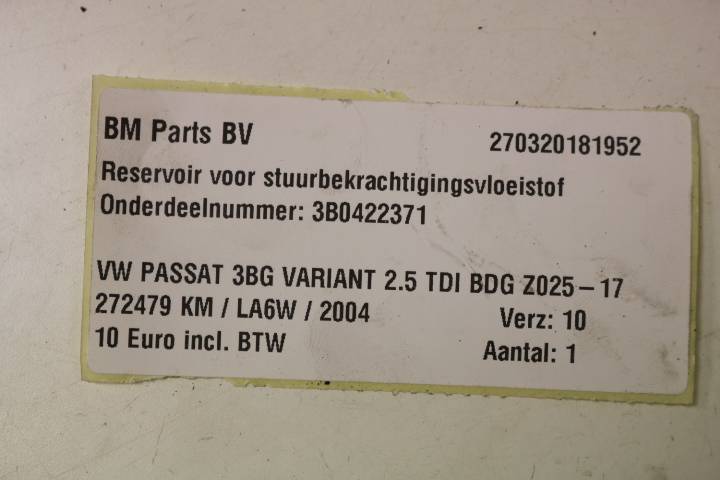 BM Parts BV 270320181952
Reservoir voor stuurbekrachtigingsvloeistof
Onderdeelnummer: 3B0422371
VW PASSAT 3BG VARIANT 2.5 TDI BDG Z025-17
272479 KM / LA6W / 2004 Verz: 10
10 Euro incl. BTW Aantal: 1